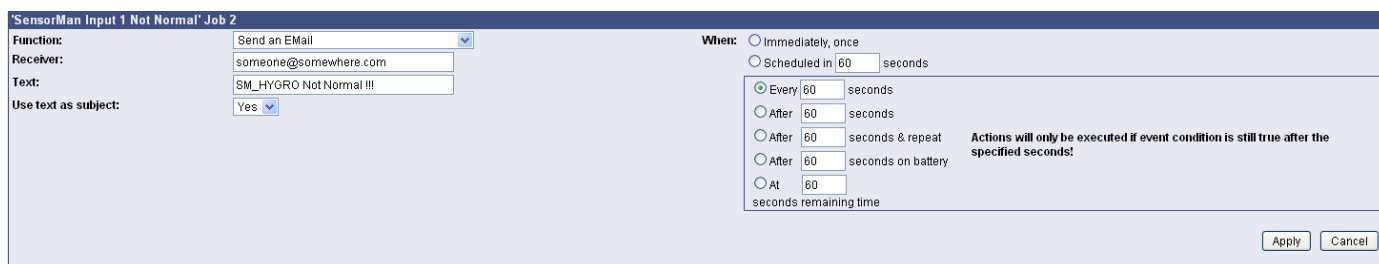 'SensorMan Input 1 Not Normal' Job 2
Function: Send an EMail
Receiver: someone@somewhere.com
Text: SM_HYGRO Not Normal !!!
Use text as subject: Yes
When: Immediately, once
Scheduled in 60 seconds
Every 60 seconds
After 60 seconds
After 60 seconds & repeat
After 60 seconds on battery
At 60
seconds remaining time
Actions will only be executed if event condition is still true after the
specified seconds!
Apply Cancel